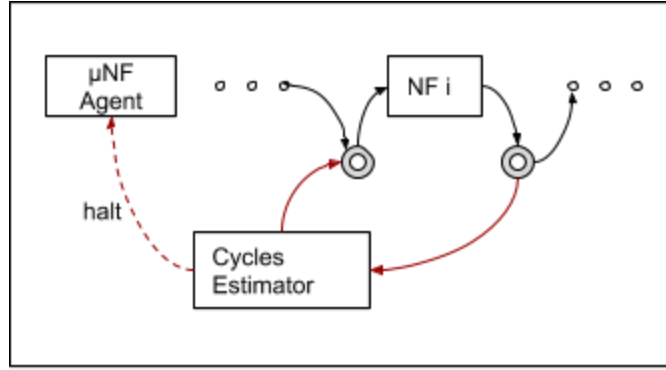 μNF
Agent
NF i
halt
Cycles
Estimator